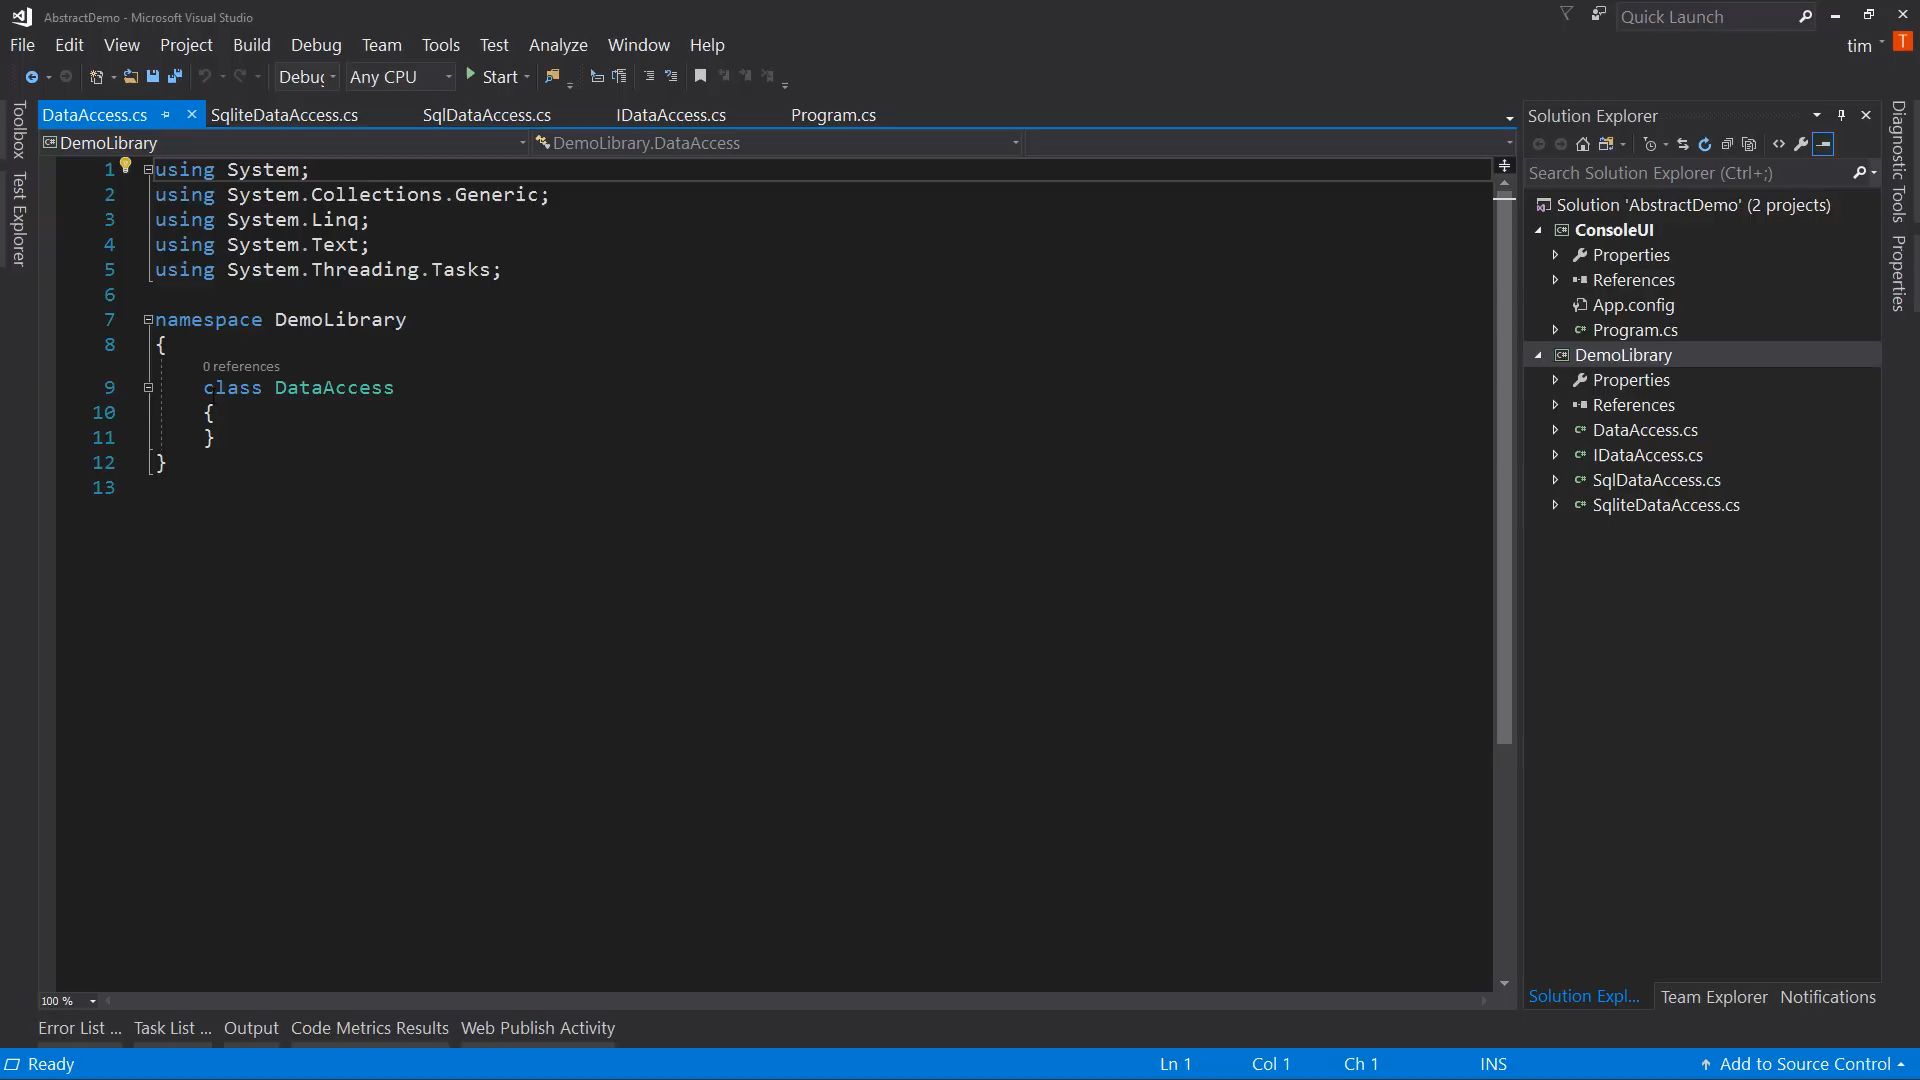 AbstractDemo - Microsoft Visual Studio
Quick Launch
File Edit View Project Build Debug Team Tools Test Analyze Window Help
tim T
Debug Any CPU Start
DataAccess.cs SqliteDataAccess.cs SqlDataAccess.cs IDataAccess.cs Program.cs
DemoLibrary DemoLibrary.DataAccess
1 using System;
2 using System.Collections.Generic;
3 using System.Linq;
4 using System.Text;
5 using System.Threading.Tasks;
6
7 namespace DemoLibrary
8 {
0 references
9 class DataAccess
10 {
11 }
12 }
13
100 %
Toolbox
Test Explorer
Solution Explorer
Search Solution Explorer (Ctrl+;)
Solution 'AbstractDemo' (2 projects)
C# ConsoleUI
Properties
References
App.config
C# Program.cs
C# DemoLibrary
Properties
References
C# DataAccess.cs
C# IDataAccess.cs
C# SqlDataAccess.cs
C# SqliteDataAccess.cs
Solution Expl... Team Explorer Notifications
Diagnostic Tools
Properties
Error List ... Task List ... Output Code Metrics Results Web Publish Activity
Ready Ln 1 Col 1 Ch 1 INS Add to Source Control